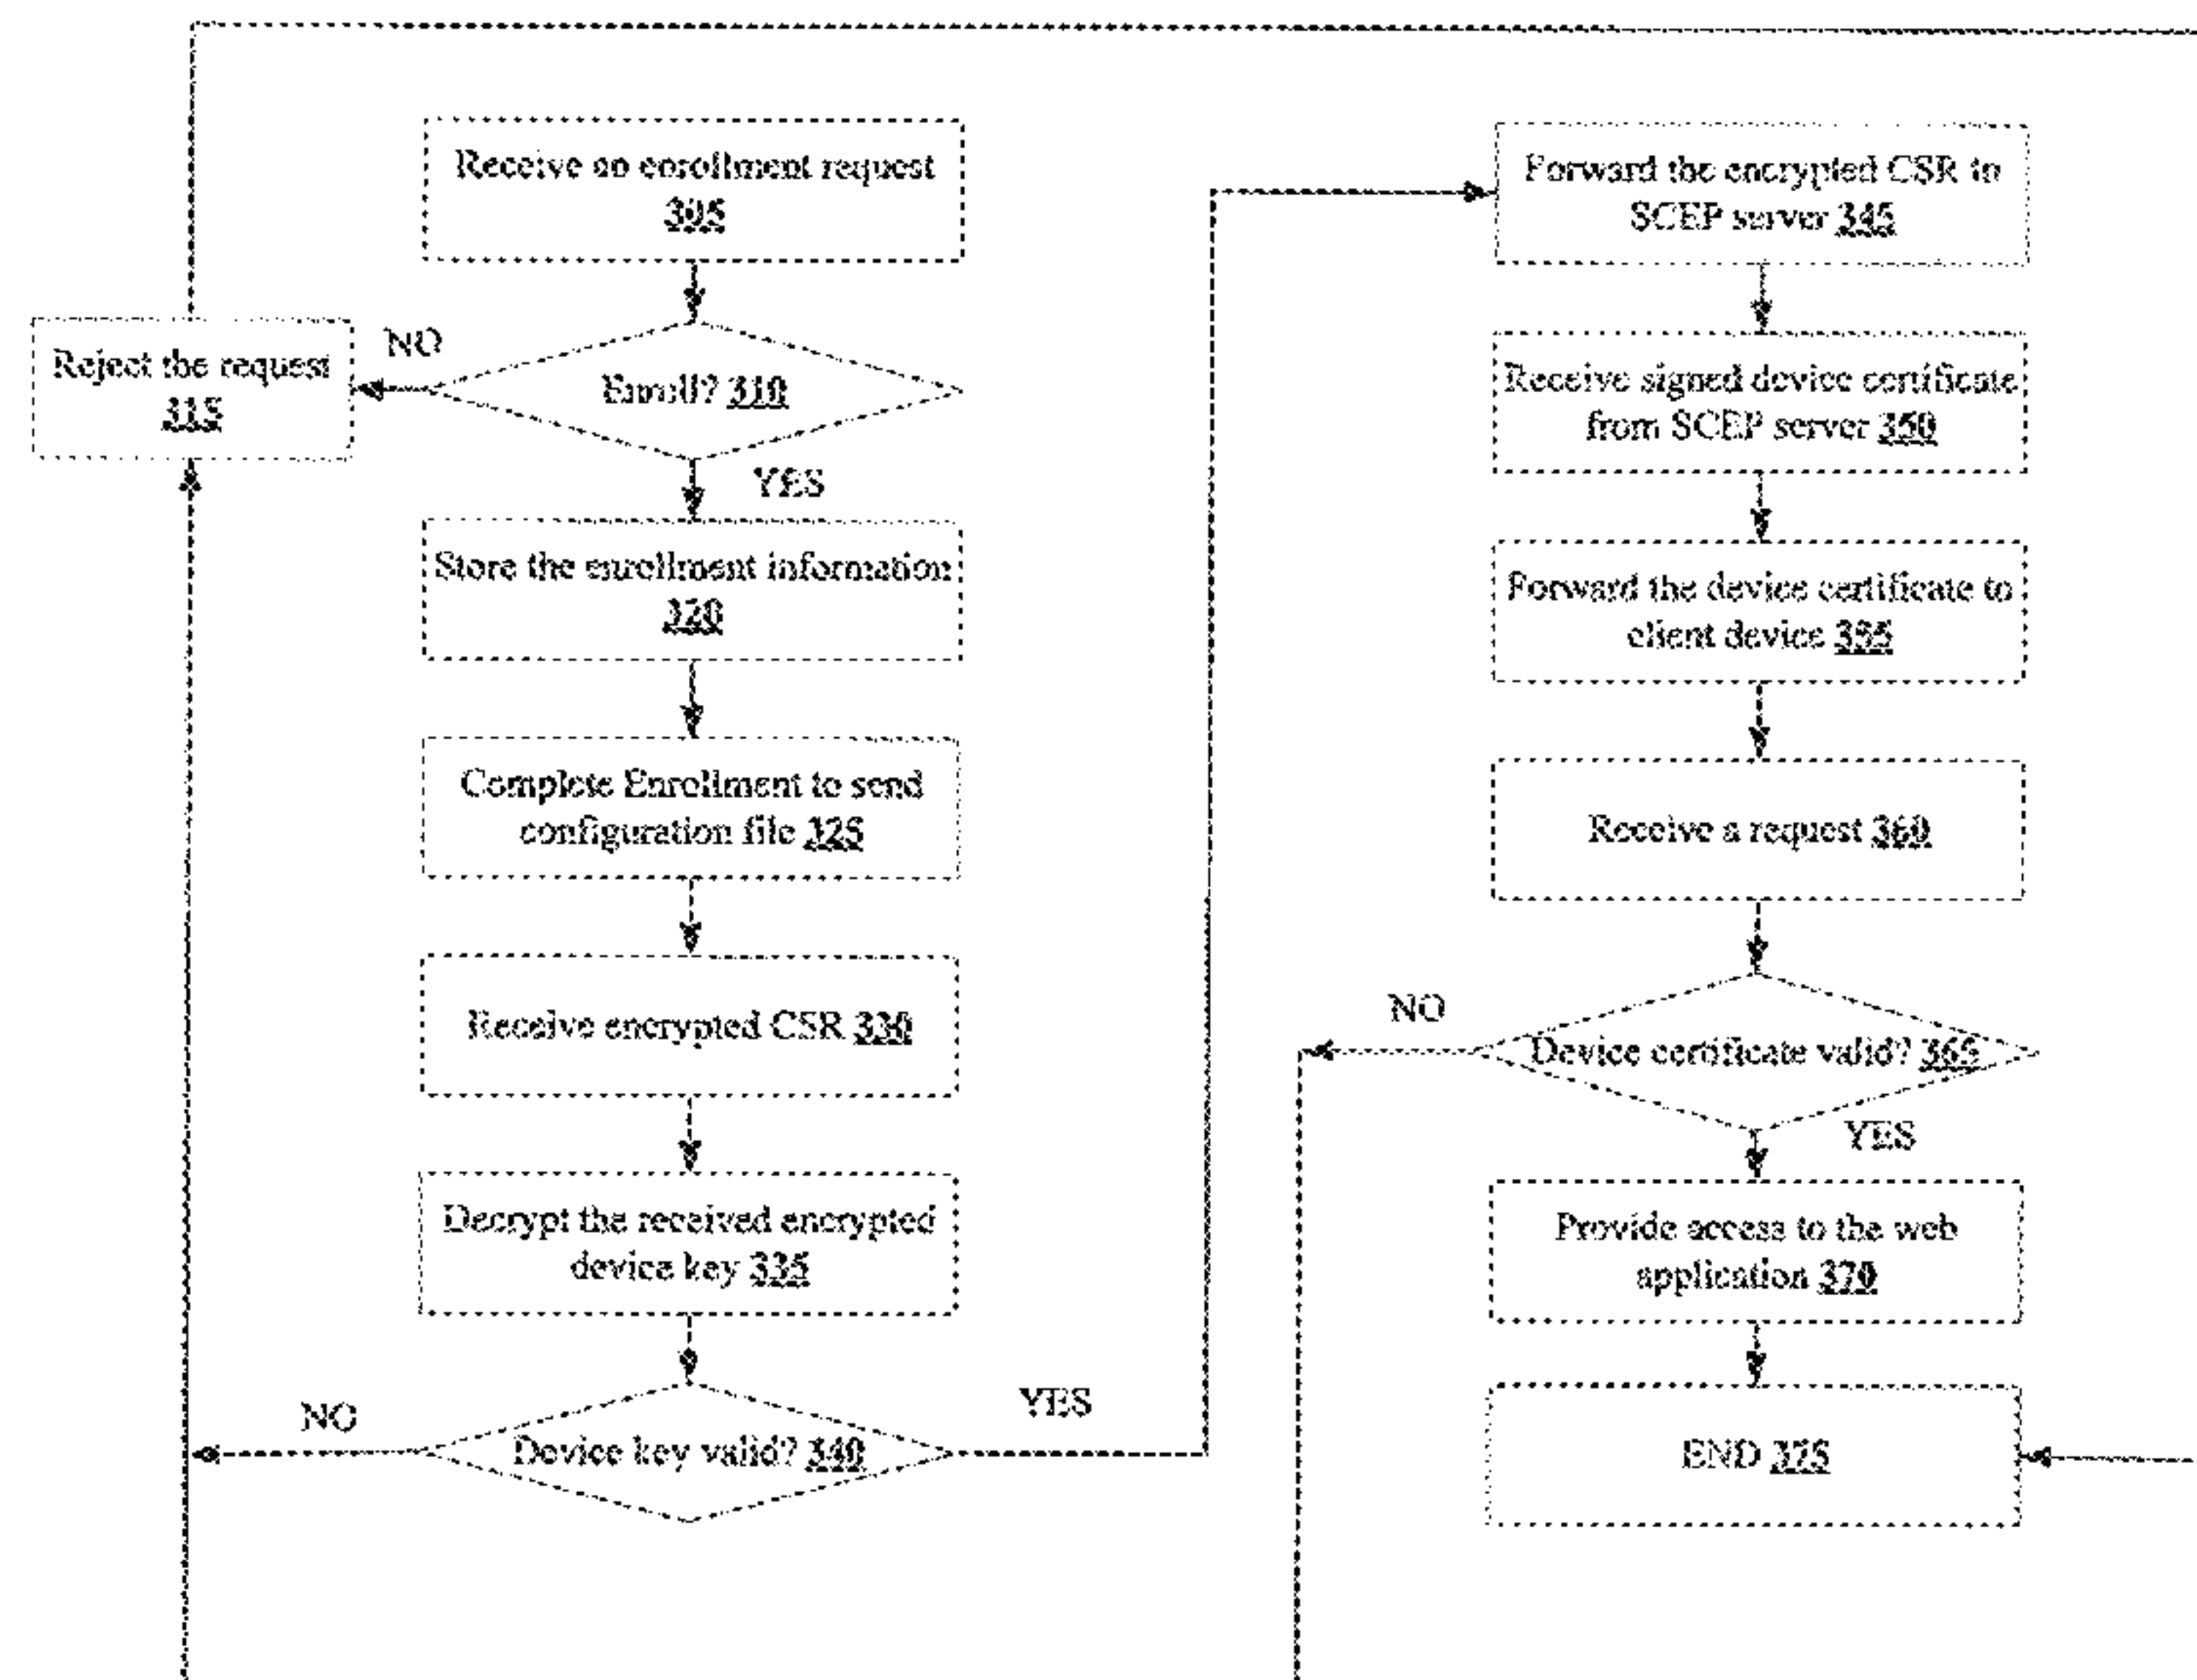 Receive an enrollment request
305
NO
Reject the request
315
Enroll? 310
YES
Store the enrollment information
320
Complete Enrollment to send
configuration file 325
Receive encrypted CSR 330
Decrypt the received encrypted
device key 335
NO
Device key valid? 340
YES
Forward the encrypted CSR to
SCEP server 345
Receive signed device certificate
from SCEP server 350
Forward the device certificate to
client device 355
Receive a request 360
NO
Device certificate valid? 365
YES
Provide access to the web
application 370
END 375